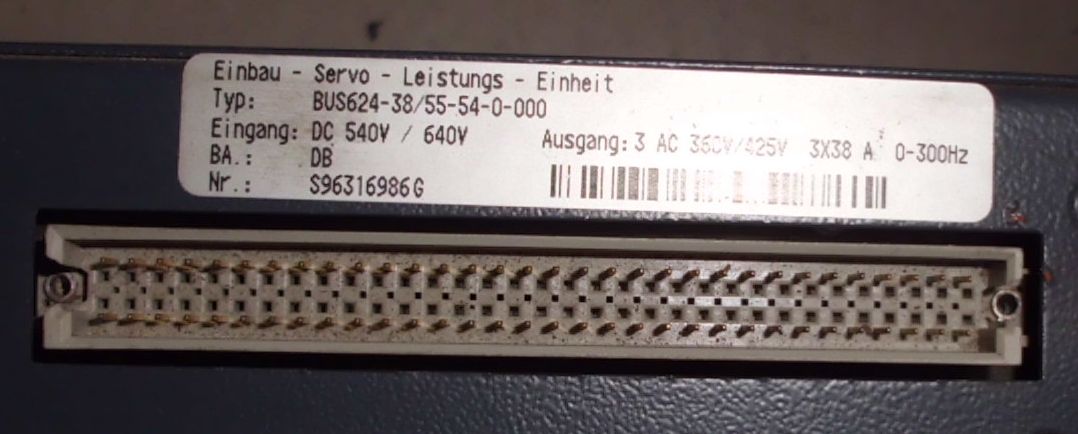 Einbau - Servo - Leistungs - Einheit
Typ: BUS624-38/55-54-0-000
Eingang: DC 540V / 640V Ausgang: 3 AC 360V/425V 3X38 A 0-300Hz
BA.: DB
Nr.: S96316986G